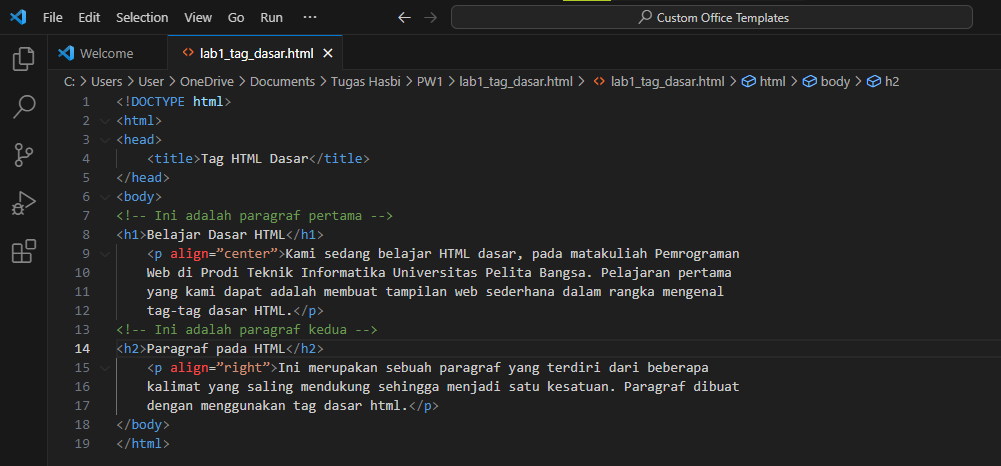 File Edit Selection View Go Run ··· ← → Custom Office Templates
Welcome <> lab1_tag_dasar.html ×
C: > Users > User > OneDrive > Documents > Tugas Hasbi > PW1 > lab1_tag_dasar.html > <> lab1_tag_dasar.html > html > body > h2
1 <!DOCTYPE html>
2 <html>
3 <head>
4 <title>Tag HTML Dasar</title>
5 </head>
6 <body>
7 <!-- Ini adalah paragraf pertama -->
8 <h1>Belajar Dasar HTML</h1>
9 <p align=”center”>Kami sedang belajar HTML dasar, pada matakuliah Pemrograman
10 Web di Prodi Teknik Informatika Universitas Pelita Bangsa. Pelajaran pertama
11 yang kami dapat adalah membuat tampilan web sederhana dalam rangka mengenal
12 tag-tag dasar HTML.</p>
13 <!-- Ini adalah paragraf kedua -->
14 <h2>Paragraf pada HTML</h2>
15 <p align=”right”>Ini merupakan sebuah paragraf yang terdiri dari beberapa
16 kalimat yang saling mendukung sehingga menjadi satu kesatuan. Paragraf dibuat
17 dengan menggunakan tag dasar html.</p>
18 </body>
19 </html>